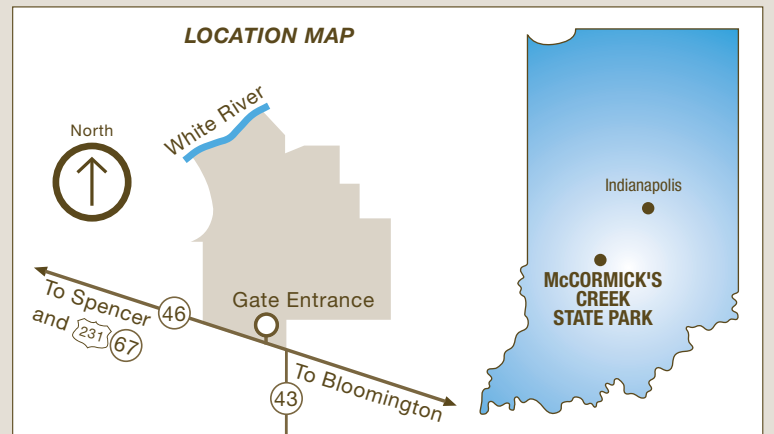 LOCATION MAP
North
White River
Indianapolis
McCORMICK'S
CREEK
STATE PARK
Gate Entrance
To Spencer
and 231 67
46
To Bloomington
43